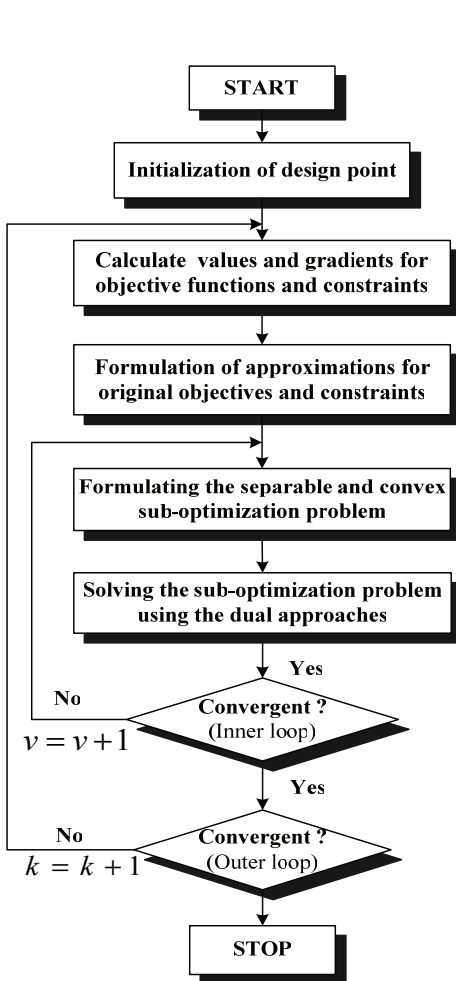 START
Initialization of design point
Calculate values and gradients for
objective functions and constraints
Formulation of approximations for
original objectives and constraints
Formulating the separable and convex
sub-optimization problem
Solving the sub-optimization problem
using the dual approaches
Yes
Convergent ?
(Inner loop)
No
v = v + 1
Yes
Convergent ?
(Outer loop)
No
k = k + 1
STOP